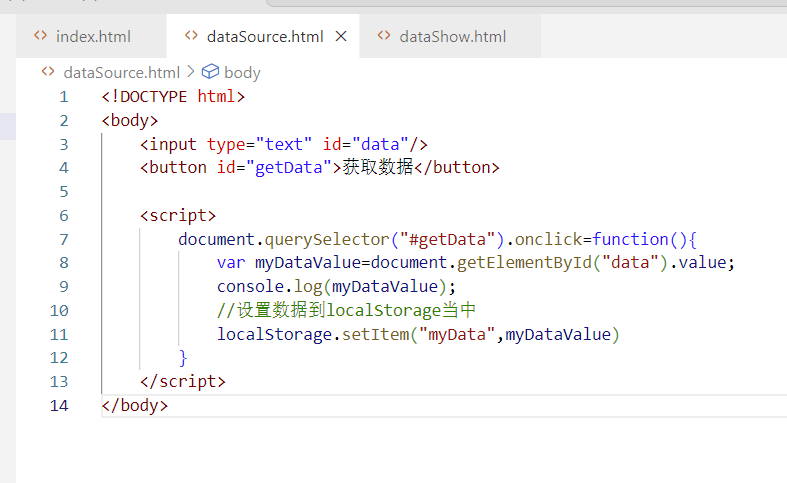 index.html dataSource.html dataShow.html
dataSource.html > body
1 <!DOCTYPE html>
2 <body>
3 <input type="text" id="data"/>
4 <button id="getData">获取数据</button>
5
6 <script>
7 document.querySelector("#getData").onclick=function(){
8 var myDataValue=document.getElementById("data").value;
9 console.log(myDataValue);
10 //设置数据到localStorage当中
11 localStorage.setItem("myData",myDataValue)
12 }
13 </script>
14 </body>